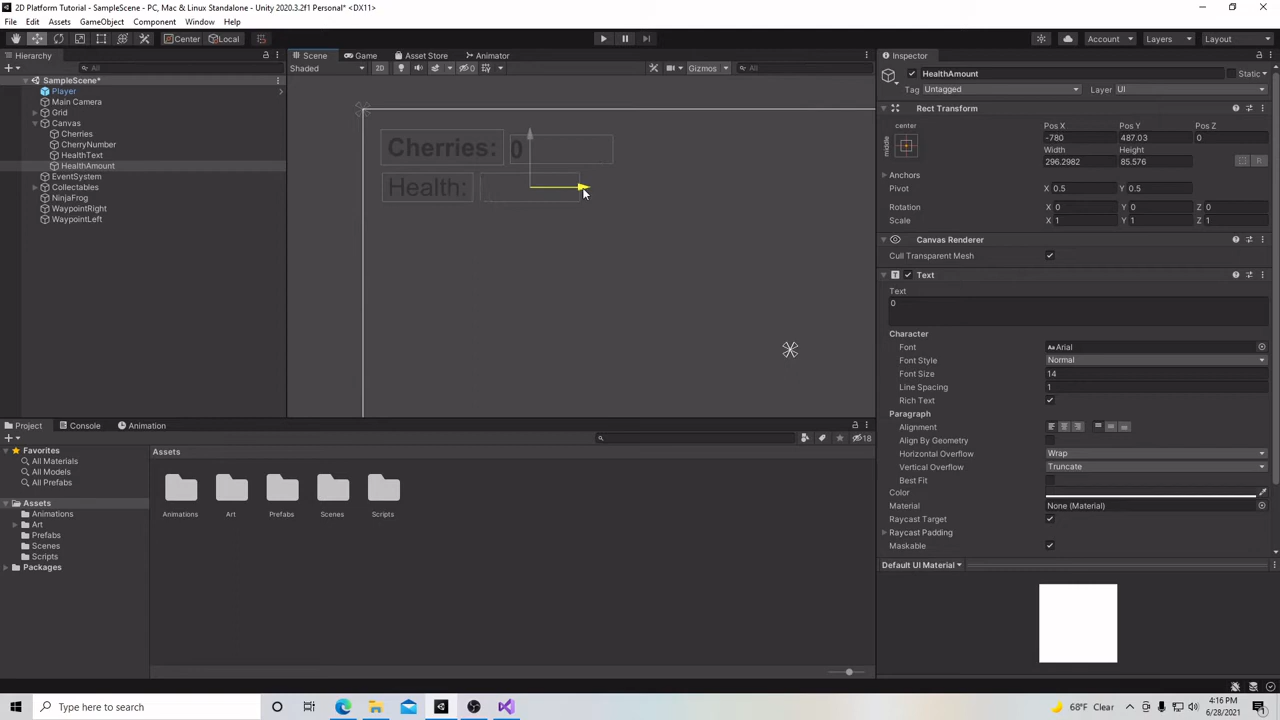 2D Platform Tutorial - SampleScene - PC, Mac & Linux Standalone - Unity 2020.3.2f1 Personal* <DX11>
File Edit Assets GameObject Component Window Help
Center Local Account Layers Layout
Hierarchy
All
SampleScene*
Player
Main Camera
Grid
Canvas
Cherries
CherryNumber
HealthText
HealthAmount
EventSystem
Collectables
NinjaFrog
WaypointRight
WaypointLeft
Scene Game Asset Store Animator
Shaded 2D 0 Gizmos All
Cherries: 0
Health:
Inspector
HealthAmount Static
Tag Untagged Layer UI
Rect Transform
center Pos X Pos Y Pos Z
middle -780 487.03 0
Width Height
296.2982 85.576
R
Anchors
Pivot X 0.5 Y 0.5
Rotation X 0 Y 0 Z 0
Scale X 1 Y 1 Z 1
Canvas Renderer
Cull Transparent Mesh
T Text
Text
0
Character
Font Aa Arial
Font Style Normal
Font Size 14
Line Spacing 1
Rich Text
Paragraph
Alignment
Align By Geometry
Horizontal Overflow Wrap
Vertical Overflow Truncate
Best Fit
Color
Material None (Material)
Raycast Target
Raycast Padding
Maskable
Default UI Material
Project Console Animation
18
Favorites
All Materials
All Models
All Prefabs
Assets
Animations
Art
Prefabs
Scenes
Scripts
Packages
Assets
Animations Art Prefabs Scenes Scripts
Type here to search
68°F Clear
4:16 PM
6/28/2021
1